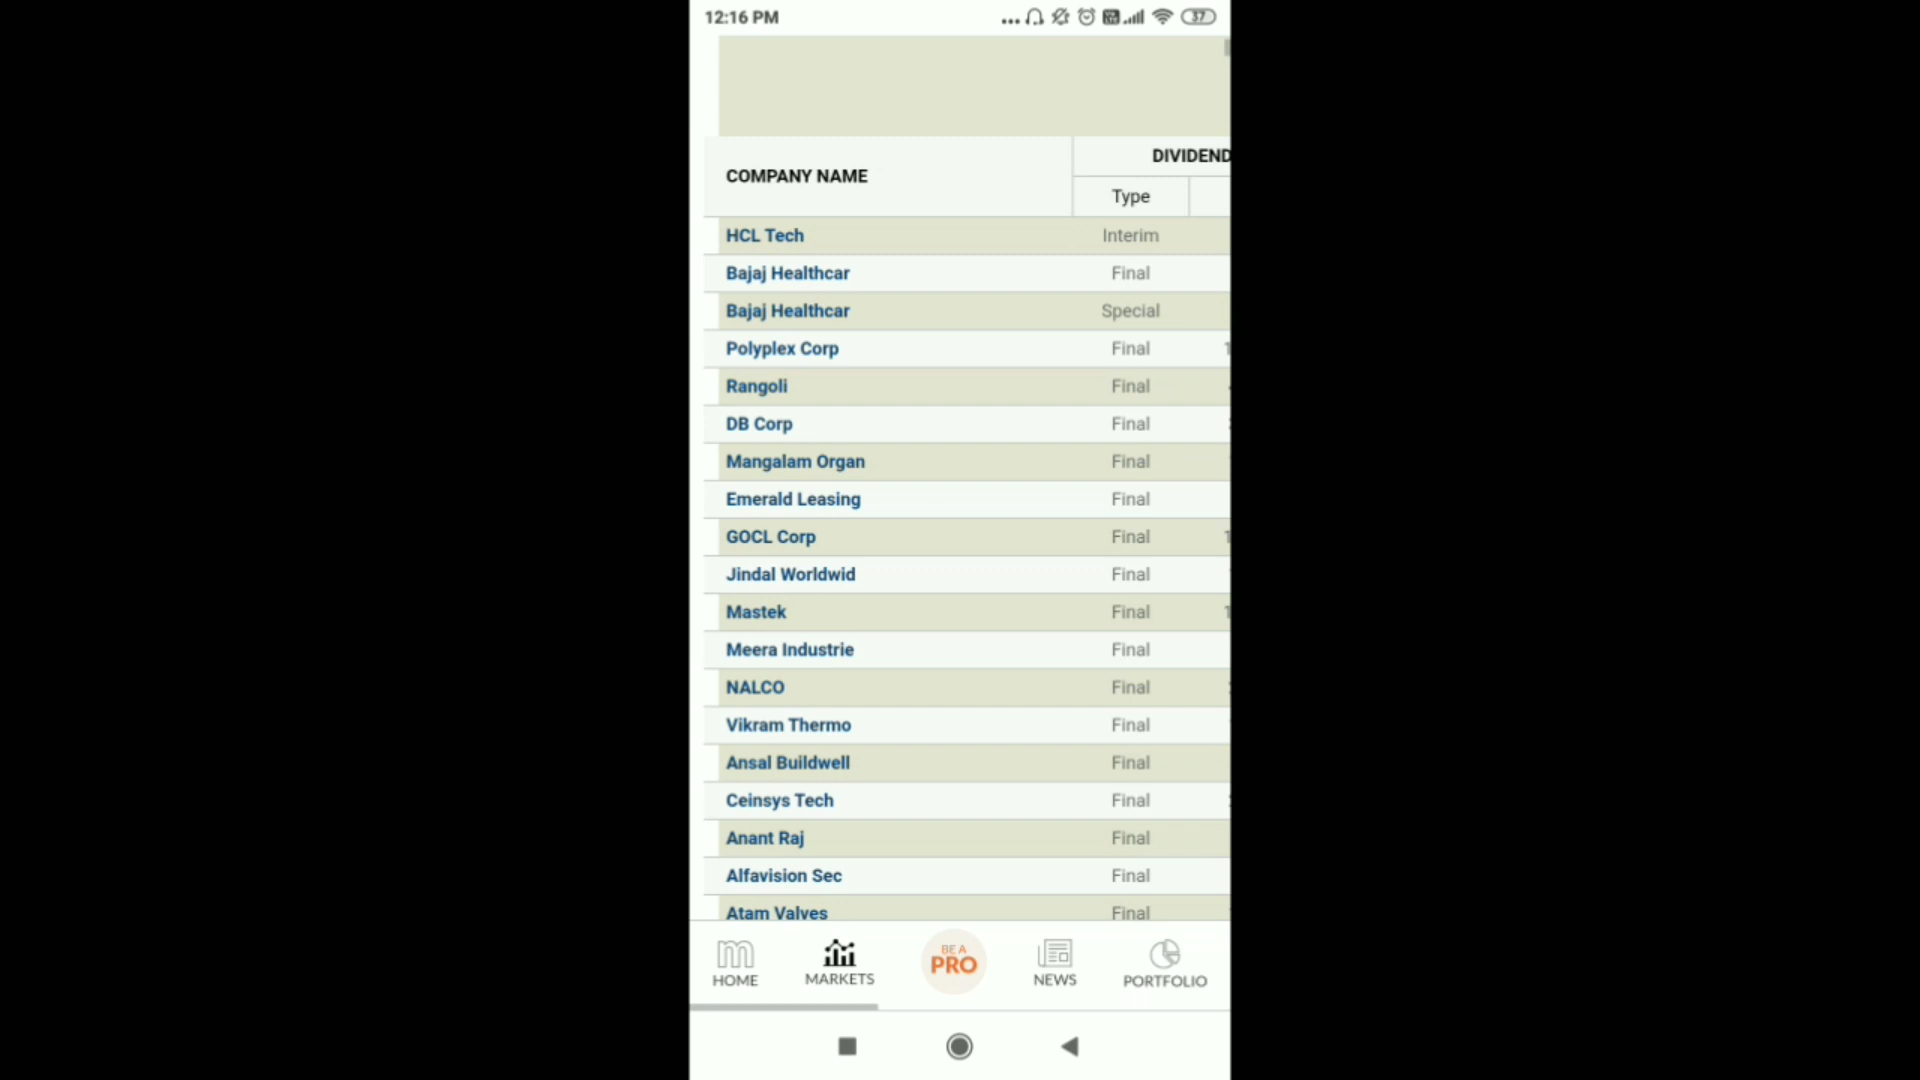 12:16 PM
37
COMPANY NAME
DIVIDEND
Type
HCL Tech Interim
Bajaj Healthcar Final
Bajaj Healthcar Special
Polyplex Corp Final
Rangoli Final
DB Corp Final
Mangalam Organ Final
Emerald Leasing Final
GOCL Corp Final
Jindal Worldwid Final
Mastek Final
Meera Industrie Final
NALCO Final
Vikram Thermo Final
Ansal Buildwell Final
Ceinsys Tech Final
Anant Raj Final
Alfavision Sec Final
Atam Valves Final
HOME
MARKETS
BE A
PRO
NEWS
PORTFOLIO